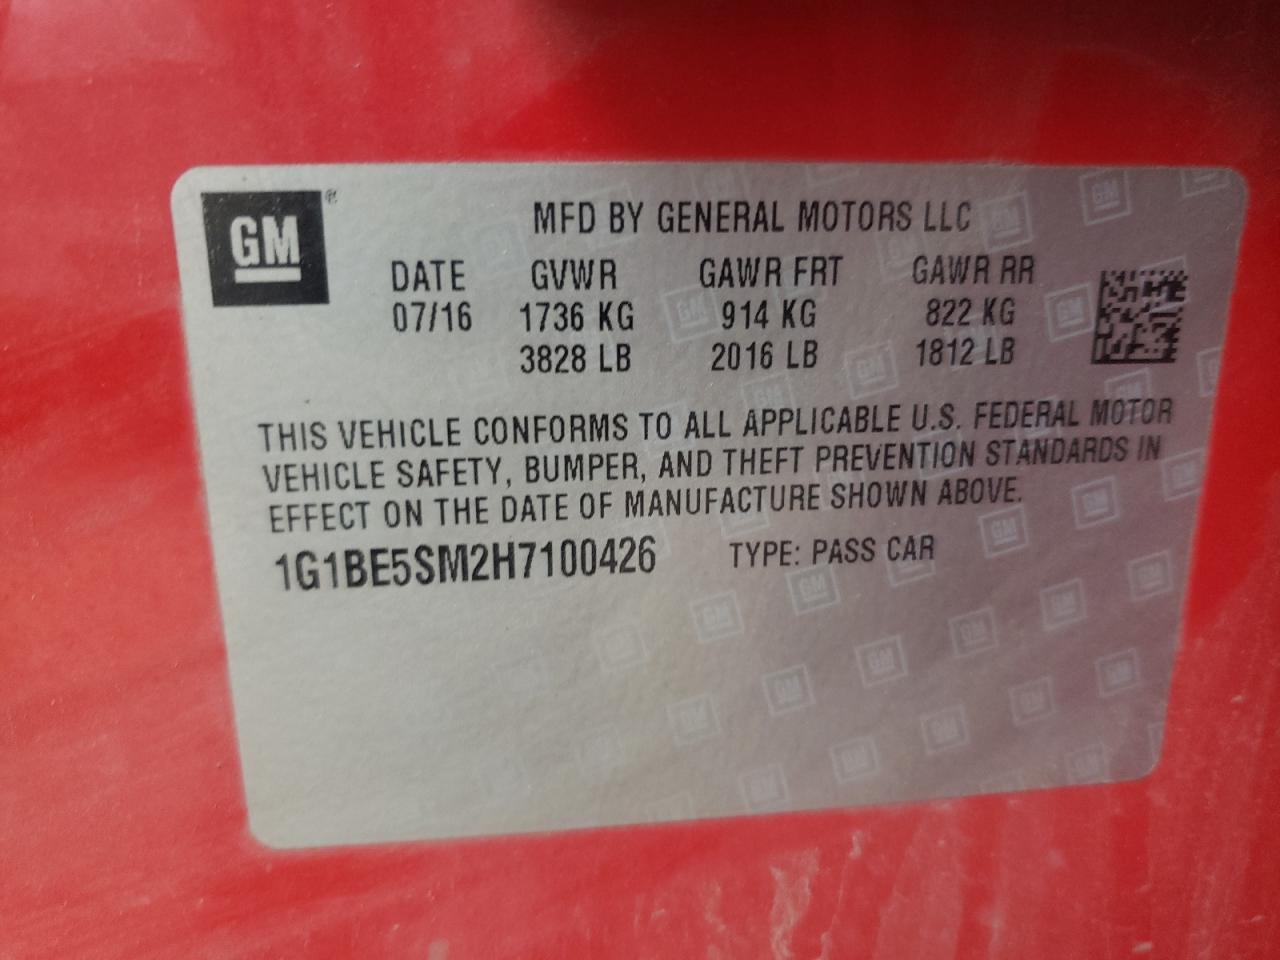 GM®
MFD BY GENERAL MOTORS LLC
DATE GVWR GAWR FRT GAWR RR
07/16 1736 KG 914 KG 822 KG
3828 LB 2016 LB 1812 LB
THIS VEHICLE CONFORMS TO ALL APPLICABLE U.S. FEDERAL MOTOR
VEHICLE SAFETY, BUMPER, AND THEFT PREVENTION STANDARDS IN
EFFECT ON THE DATE OF MANUFACTURE SHOWN ABOVE.
1G1BE5SM2H7100426 TYPE: PASS CAR